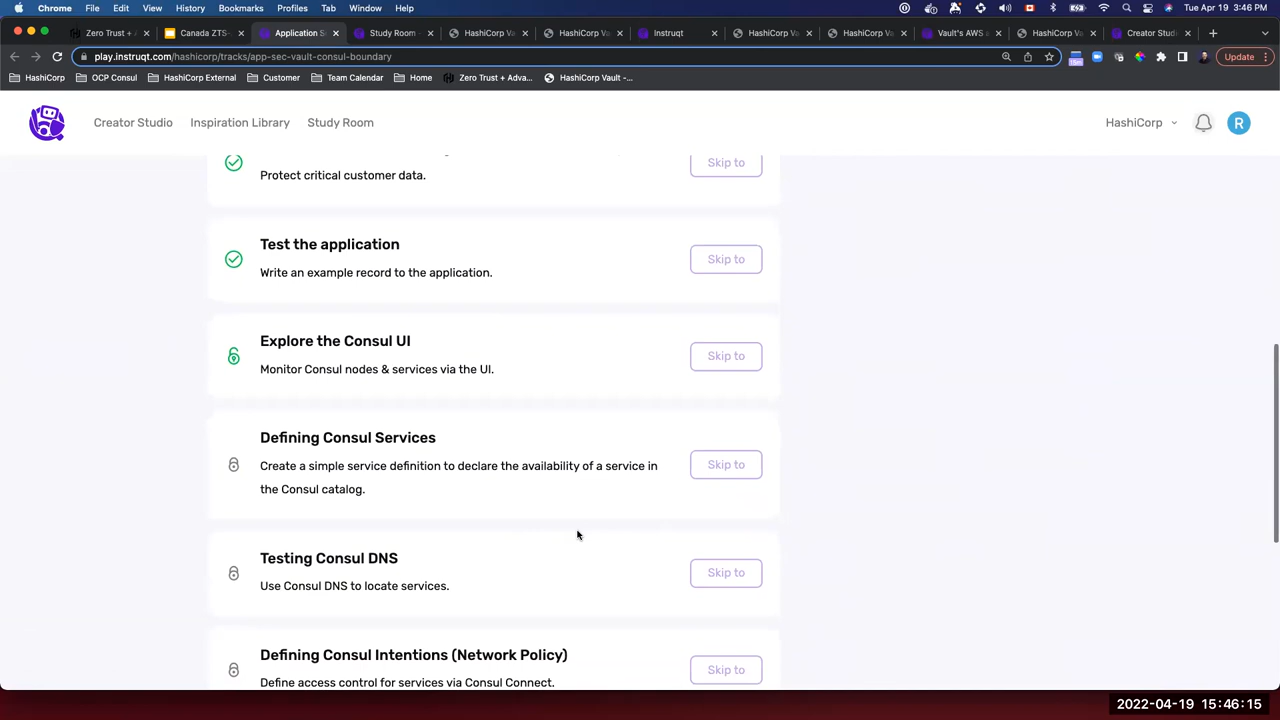 Chrome File Edit View History Bookmarks Profiles Tab Window Help Tue Apr 19 3:46 PM
Zero Trust + Canada ZTS- Application S Study Room - HashiCorp Va HashiCorp Va Instruqt HashiCorp Va HashiCorp Va Vault's AWS a HashiCorp Va Creator Studi
play.instruqt.com/hashicorp/tracks/app-sec-vault-consul-boundary Update
HashiCorp OCP Consul HashiCorp External Customer Team Calendar Home Zero Trust + Adva... HashiCorp Vault -...
Creator Studio Inspiration Library Study Room HashiCorp R
Skip to
Protect critical customer data.
Test the application
Skip to
Write an example record to the application.
Explore the Consul UI
Skip to
Monitor Consul nodes & services via the UI.
Defining Consul Services
Create a simple service definition to declare the availability of a service in
the Consul catalog.
Skip to
Testing Consul DNS
Skip to
Use Consul DNS to locate services.
Defining Consul Intentions (Network Policy)
Skip to
Define access control for services via Consul Connect.
2022-04-19 15:46:15